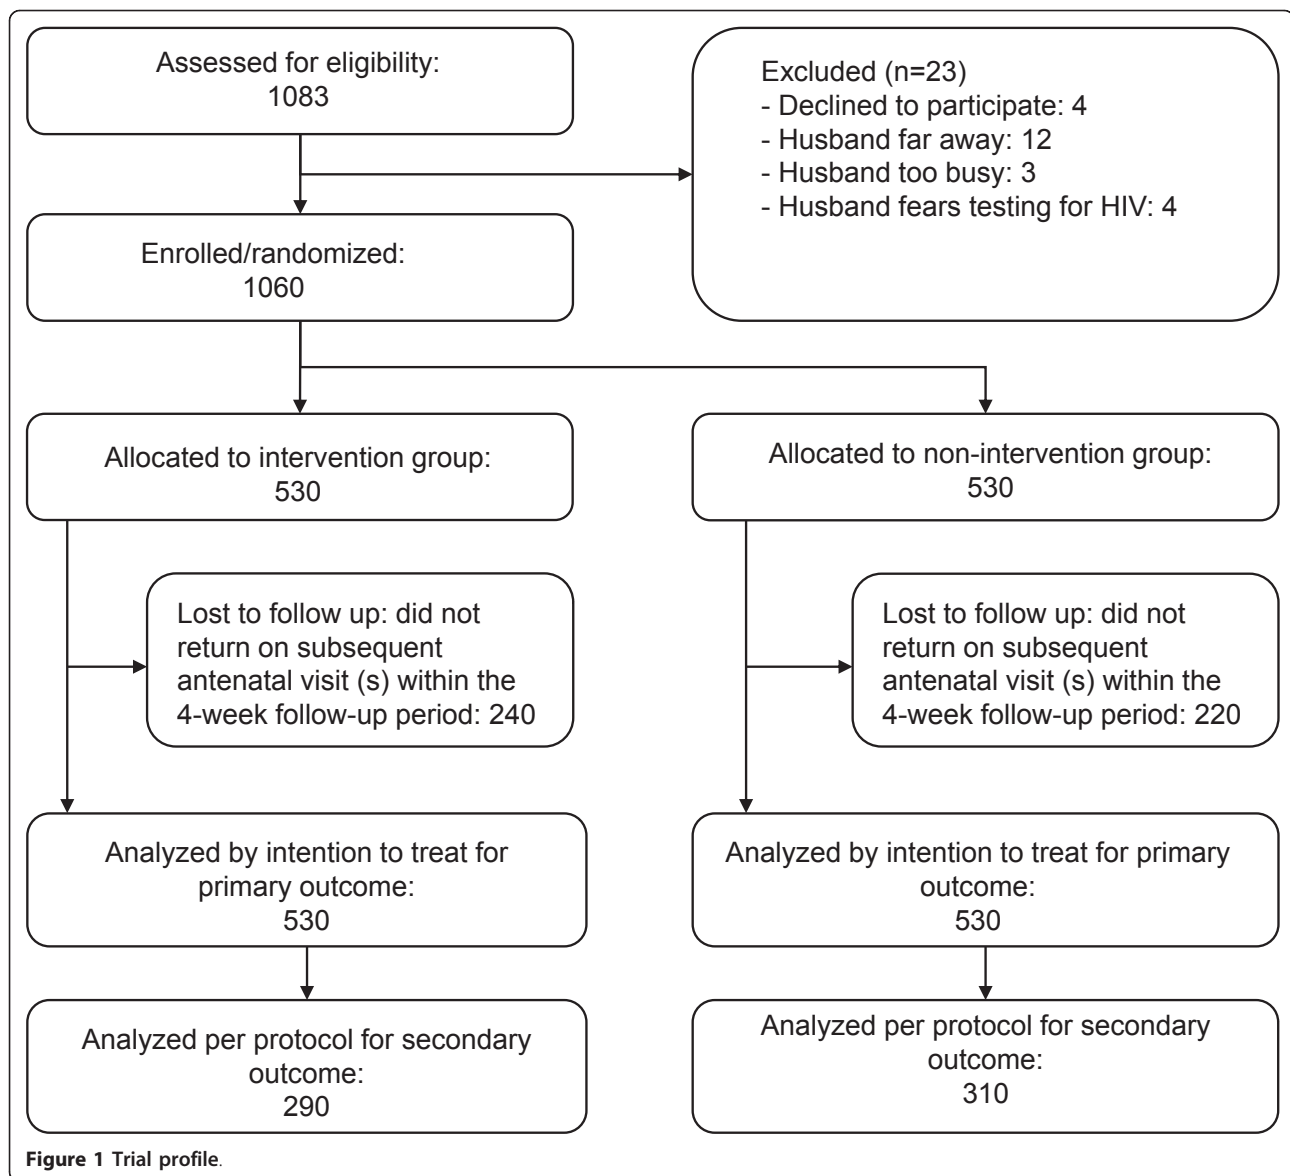 Assessed for eligibility:
1083
Excluded (n=23)
- Declined to participate: 4
- Husband far away: 12
- Husband too busy: 3
- Husband fears testing for HIV: 4
Enrolled/randomized:
1060
Allocated to intervention group:
530
Allocated to non-intervention group:
530
Lost to follow up: did not
return on subsequent
antenatal visit (s) within the
4-week follow-up period: 240
Lost to follow up: did not
return on subsequent
antenatal visit (s) within the
4-week follow-up period: 220
Analyzed by intention to treat for
primary outcome:
530
Analyzed by intention to treat for primary
outcome:
530
Analyzed per protocol for secondary
outcome:
290
Analyzed per protocol for secondary
outcome:
310
Figure 1 Trial profile.